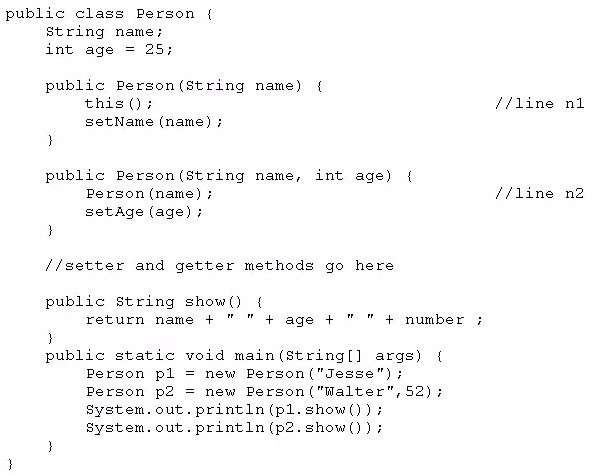 public class Person {
    String name;
    int age = 25;

    public Person(String name) {
        this();                                  //line n1
        setName(name);
    }

    public Person(String name, int age) {
        Person(name);                            //line n2
        setAge(age);
    }

    //setter and getter methods go here

    public String show() {
        return name + " " + age + " " + number ;
    }
    public static void main(String[] args) {
        Person p1 = new Person("Jesse");
        Person p2 = new Person("Walter",52);
        System.out.println(p1.show());
        System.out.println(p2.show());
    }
}